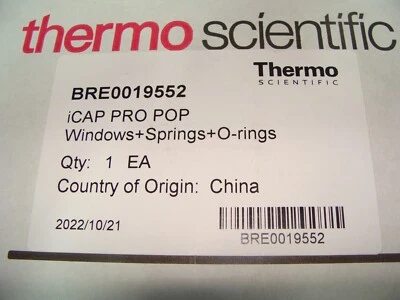 thermo scientific
Thermo
SCIENTIFIC
BRE0019552
iCAP PRO POP
Windows+Springs+O-rings
Qty: 1 EA
Country of Origin: China
2022/10/21
BRE0019552